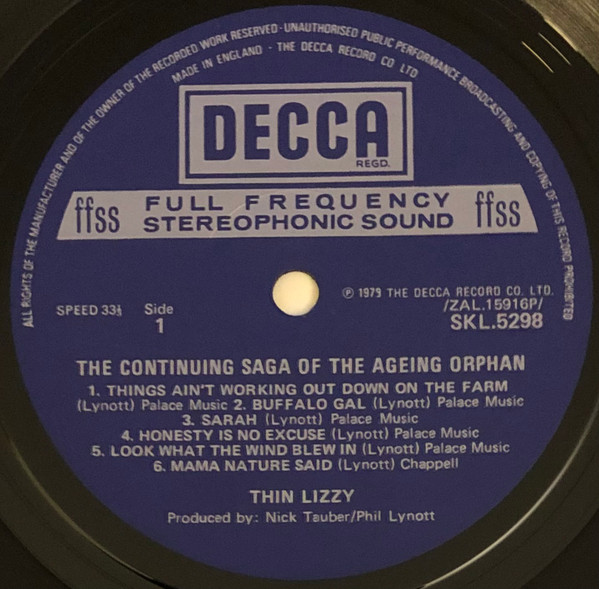 ALL RIGHTS OF THE MANUFACTURER AND OF THE OWNER OF THE RECORDED WORK RESERVED · UNAUTHORISED PUBLIC PERFORMANCE BROADCASTING AND COPYING OF THIS RECORD PROHIBITED
MADE IN ENGLAND · THE DECCA RECORD CO LTD
DECCA
REGD.
ffss FULL FREQUENCY ffss
STEREOPHONIC SOUND
℗ 1979 THE DECCA RECORD CO. LTD.
SPEED 33⅓ Side /ZAL.15916P/
1 SKL.5298
THE CONTINUING SAGA OF THE AGEING ORPHAN
1. THINGS AIN'T WORKING OUT DOWN ON THE FARM
(Lynott) Palace Music 2. BUFFALO GAL (Lynott) Palace Music
3. SARAH (Lynott) Palace Music
4. HONESTY IS NO EXCUSE (Lynott) Palace Music
5. LOOK WHAT THE WIND BLEW IN (Lynott) Palace Music
6. MAMA NATURE SAID (Lynott) Chappell
THIN LIZZY
Produced by: Nick Tauber/Phil Lynott